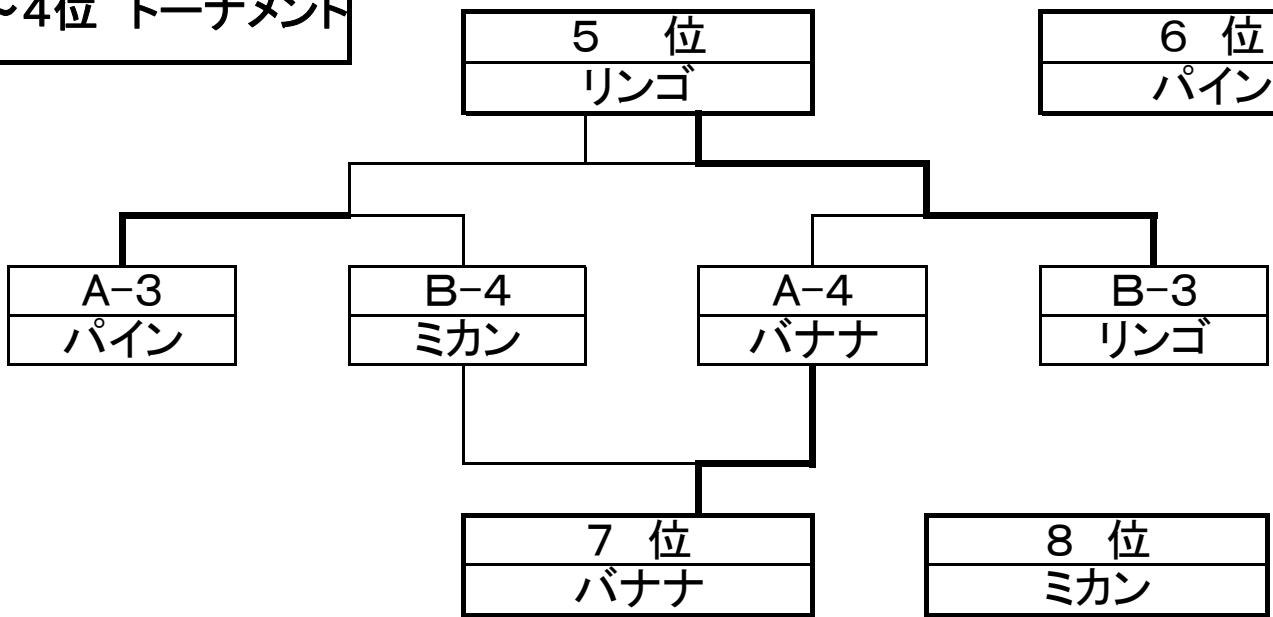 ～4位 トーナメント
5 位
リンゴ
6 位
パイン
A-3
パイン
B-4
ミカン
A-4
バナナ
B-3
リンゴ
7 位
バナナ
8 位
ミカン